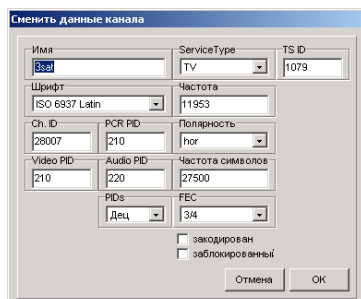 Сменить данные канала
Имя ServiceType TS ID
3sat TV 1079
Шрифт Частота
ISO 6937 Latin 11953
Ch. ID PCR PID Полярность
28007 210 hor
Video PID Audio PID Частота символов
210 220 27500
PIDs FEC
Дец 3/4
закодирован
заблокированный
Отмена OK